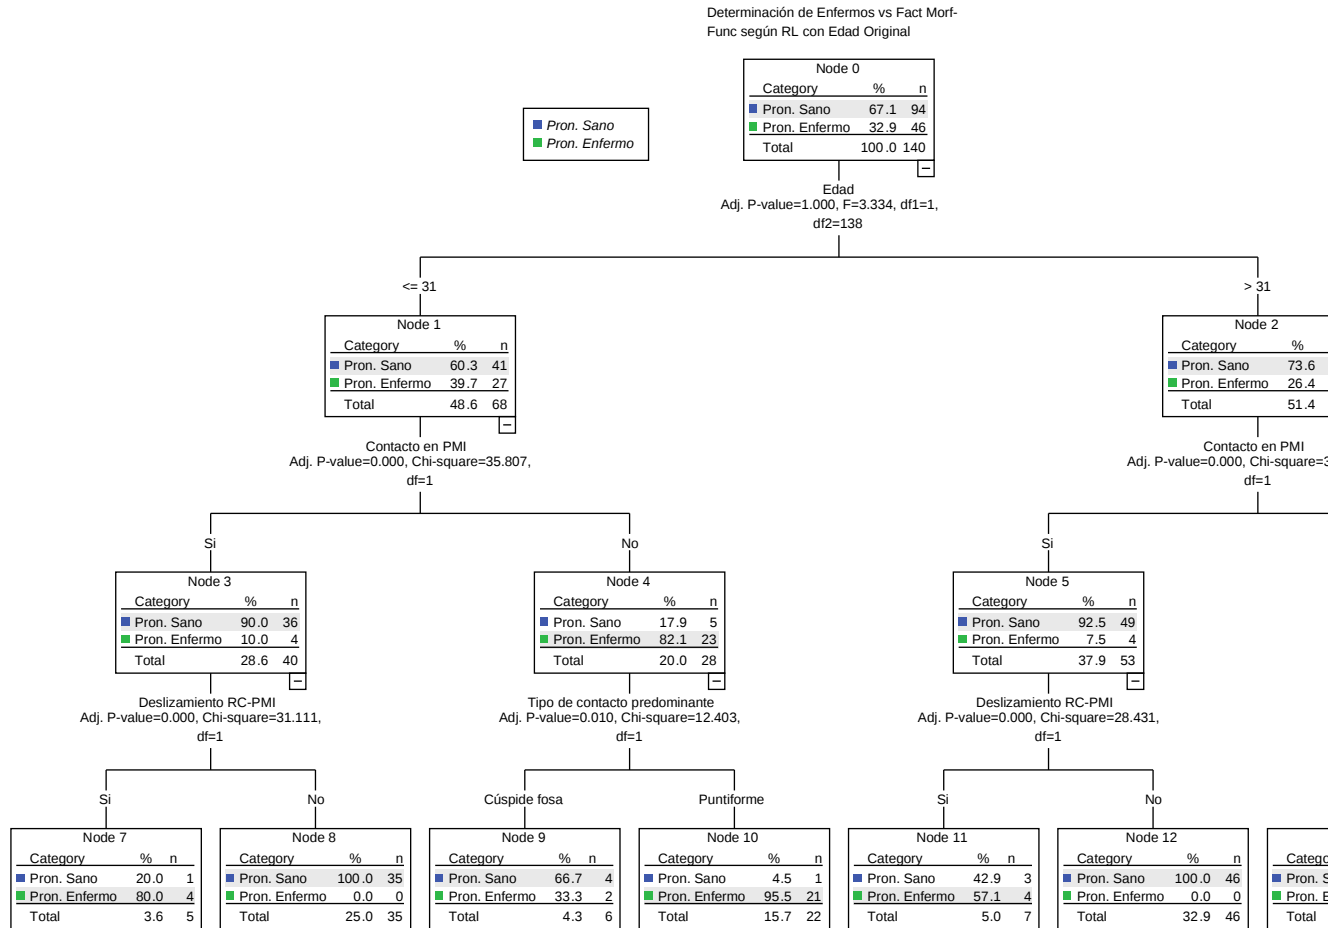 Determinación de Enfermos vs Fact Morf-
Func según RL con Edad Original
Pron. Sano
Pron. Enfermo
Node 0
Category % n
Pron. Sano 67.1 94
Pron. Enfermo 32.9 46
Total 100.0 140
Edad
Adj. P-value=1.000, F=3.334, df1=1,
df2=138
<= 31
> 31
Node 1
Category % n
Pron. Sano 60.3 41
Pron. Enfermo 39.7 27
Total 48.6 68
Node 2
Category %
Pron. Sano 73.6
Pron. Enfermo 26.4
Total 51.4
Contacto en PMI
Adj. P-value=0.000, Chi-square=35.807,
df=1
Contacto en PMI
Adj. P-value=0.000, Chi-square=3
df=1
Si
No
Si
Node 3
Category % n
Pron. Sano 90.0 36
Pron. Enfermo 10.0 4
Total 28.6 40
Node 4
Category % n
Pron. Sano 17.9 5
Pron. Enfermo 82.1 23
Total 20.0 28
Node 5
Category % n
Pron. Sano 92.5 49
Pron. Enfermo 7.5 4
Total 37.9 53
Deslizamiento RC-PMI
Adj. P-value=0.000, Chi-square=31.111,
df=1
Tipo de contacto predominante
Adj. P-value=0.010, Chi-square=12.403,
df=1
Deslizamiento RC-PMI
Adj. P-value=0.000, Chi-square=28.431,
df=1
Si
No
Cúspide fosa
Puntiforme
Si
No
Node 7
Category % n
Pron. Sano 20.0 1
Pron. Enfermo 80.0 4
Total 3.6 5
Node 8
Category % n
Pron. Sano 100.0 35
Pron. Enfermo 0.0 0
Total 25.0 35
Node 9
Category % n
Pron. Sano 66.7 4
Pron. Enfermo 33.3 2
Total 4.3 6
Node 10
Category % n
Pron. Sano 4.5 1
Pron. Enfermo 95.5 21
Total 15.7 22
Node 11
Category % n
Pron. Sano 42.9 3
Pron. Enfermo 57.1 4
Total 5.0 7
Node 12
Category % n
Pron. Sano 100.0 46
Pron. Enfermo 0.0 0
Total 32.9 46
Catego
Pron. S
Pron. E
Total